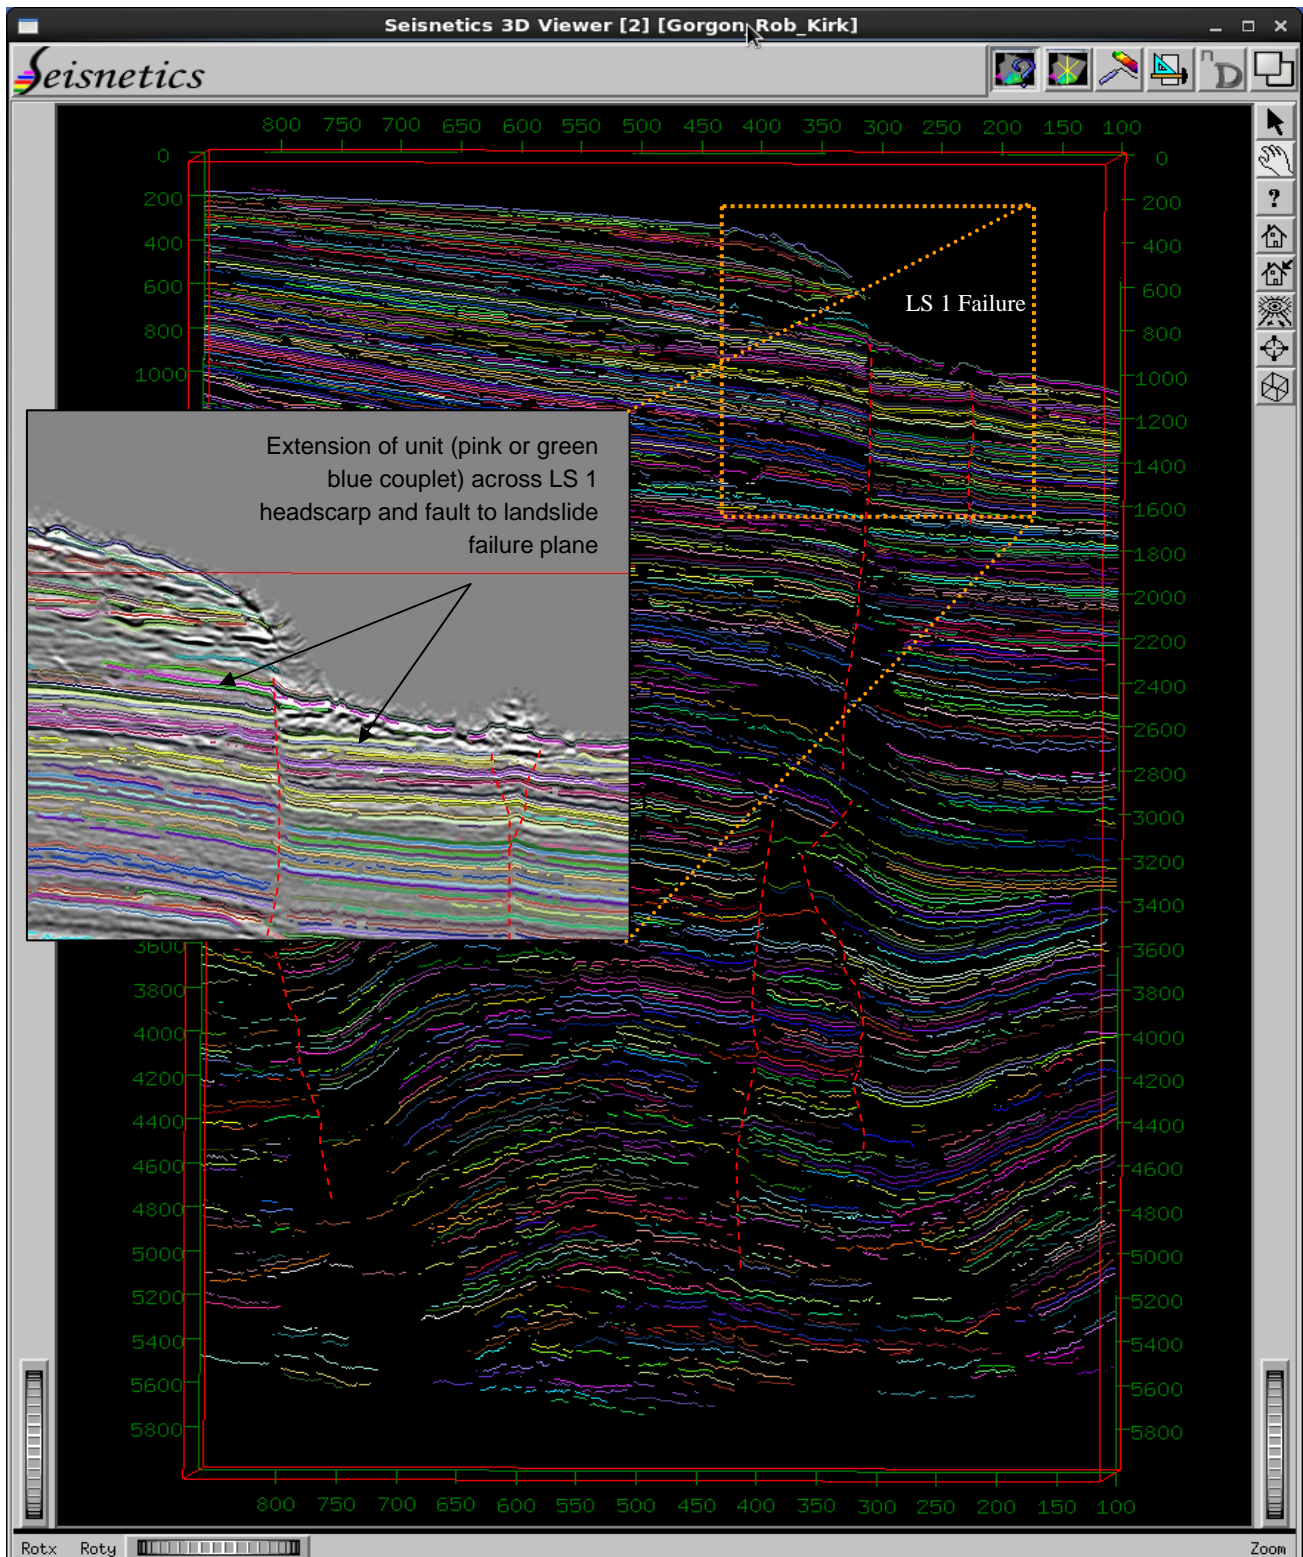 Seisnetics 3D Viewer [2] [Gorgon_Rob_Kirk]
Seisnetics
nD
?
800 750 700 650 600 550 500 450 400 350 300 250 200 150 100
0 0
200 200
400 400
600 600
LS 1 Failure
800 800
1000 1000
1200
1400
1600
1800
2000
2200
2400
2600
2800
3000
3200
3400
Extension of unit (pink or green
blue couplet) across LS 1
headscarp and fault to landslide
failure plane
3600 3600
3800 3800
4000 4000
4200 4200
4400 4400
4600 4600
4800 4800
5000 5000
5200 5200
5400 5400
5600 5600
5800 5800
800 750 700 650 600 550 500 450 400 350 300 250 200 150 100
Rotx Roty Zoom